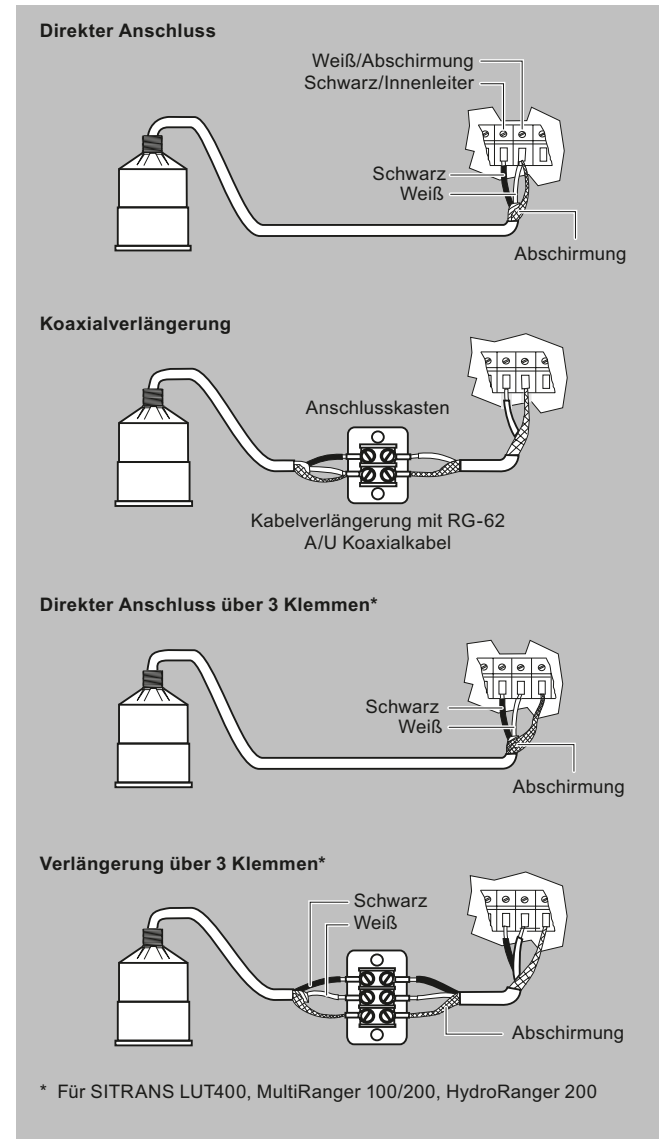 Direkter Anschluss
Weiß/Abschirmung
Schwarz/Innenleiter
Schwarz
Weiß
Abschirmung
Koaxialverlängerung
Anschlusskasten
Kabelverlängerung mit RG-62
A/U Koaxialkabel
Direkter Anschluss über 3 Klemmen*
Schwarz
Weiß
Abschirmung
Verlängerung über 3 Klemmen*
Schwarz
Weiß
Abschirmung
* Für SITRANS LUT400, MultiRanger 100/200, HydroRanger 200